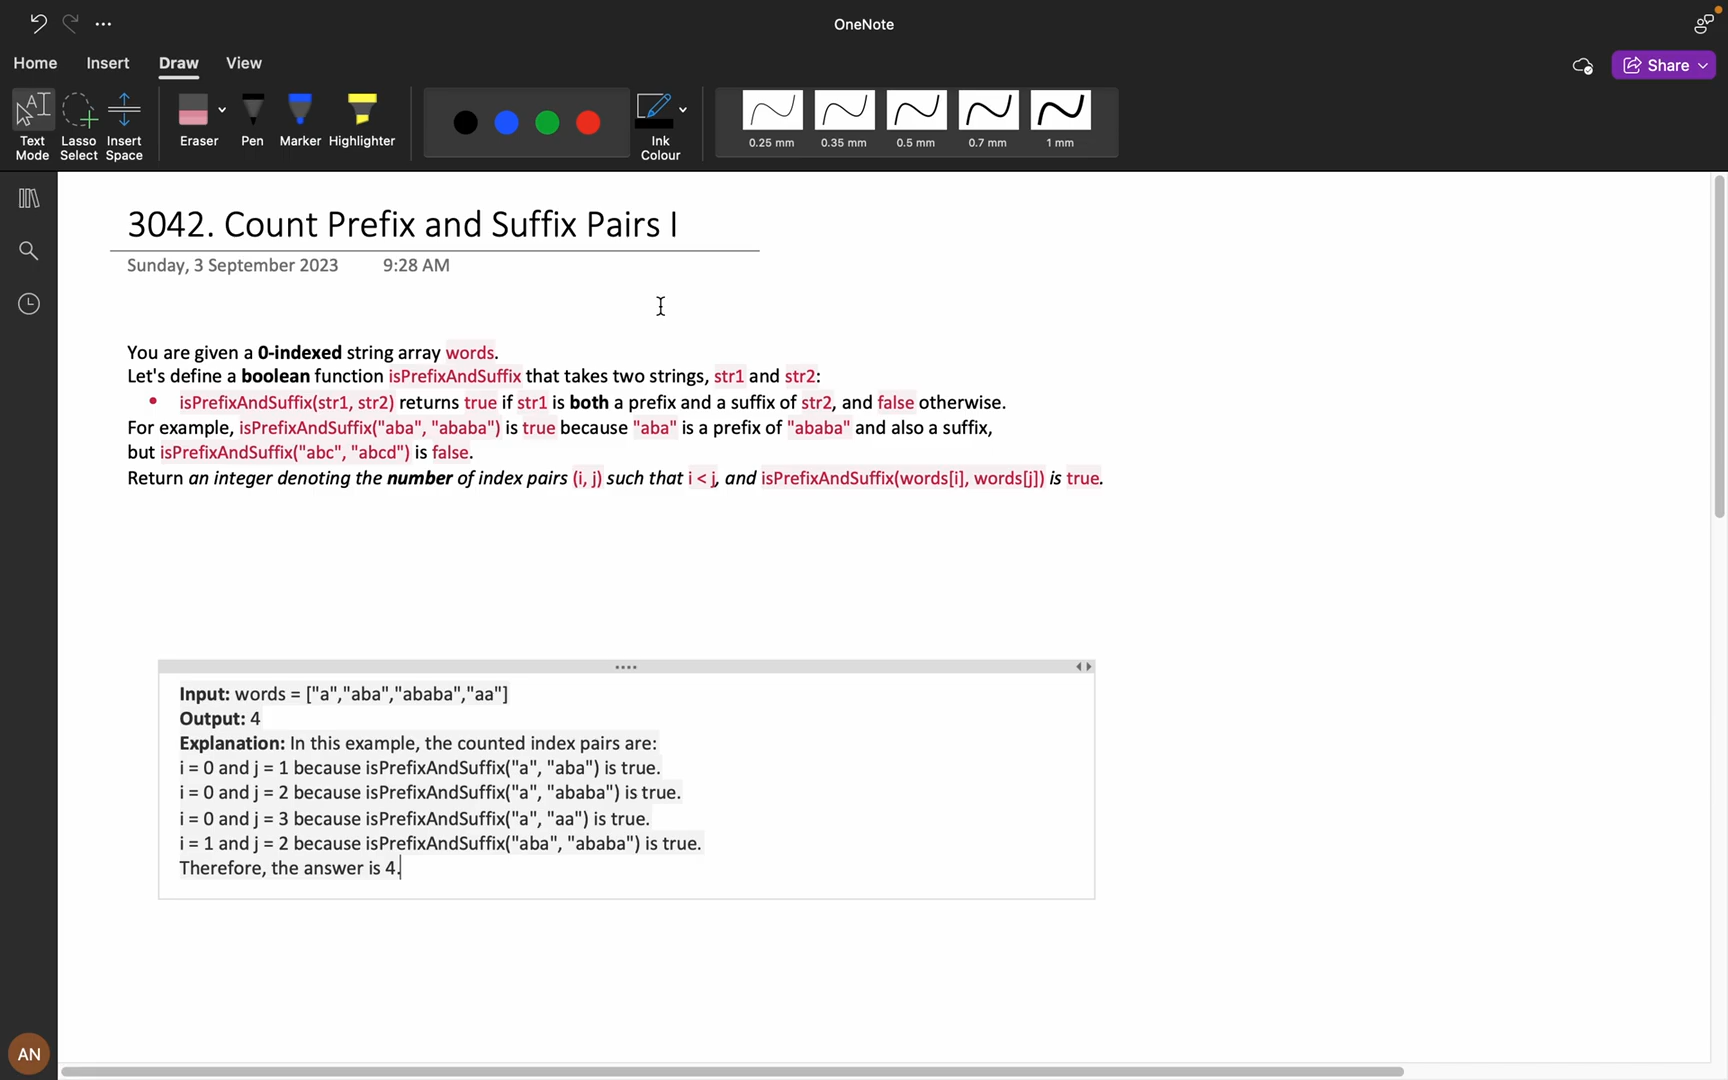 OneNote
Home Insert Draw View
Share
Text Mode
Lasso Select
Insert Space
Eraser
Pen
Marker
Highlighter
Ink Colour
0.25 mm
0.35 mm
0.5 mm
0.7 mm
1 mm
3042. Count Prefix and Suffix Pairs I
Sunday, 3 September 2023 9:28 AM
You are given a 0-indexed string array words.
Let's define a boolean function isPrefixAndSuffix that takes two strings, str1 and str2:
• isPrefixAndSuffix(str1, str2) returns true if str1 is both a prefix and a suffix of str2, and false otherwise.
For example, isPrefixAndSuffix("aba", "ababa") is true because "aba" is a prefix of "ababa" and also a suffix,
but isPrefixAndSuffix("abc", "abcd") is false.
Return an integer denoting the number of index pairs (i, j) such that i < j, and isPrefixAndSuffix(words[i], words[j]) is true.
Input: words = ["a","aba","ababa","aa"]
Output: 4
Explanation: In this example, the counted index pairs are:
i = 0 and j = 1 because isPrefixAndSuffix("a", "aba") is true.
i = 0 and j = 2 because isPrefixAndSuffix("a", "ababa") is true.
i = 0 and j = 3 because isPrefixAndSuffix("a", "aa") is true.
i = 1 and j = 2 because isPrefixAndSuffix("aba", "ababa") is true.
Therefore, the answer is 4.
AN